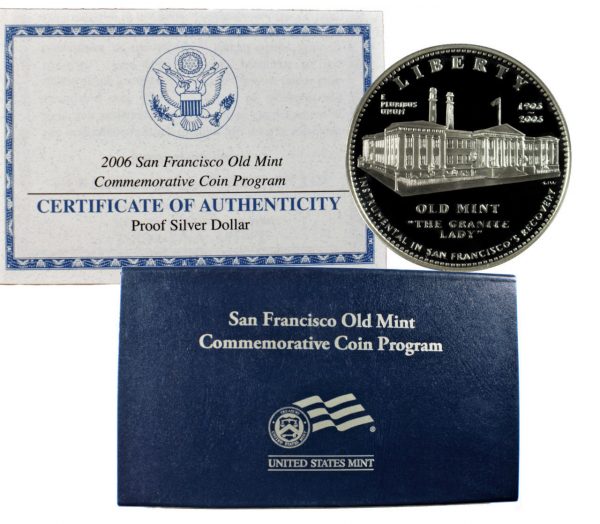 2006 San Francisco Old Mint
Commemorative Coin Program
CERTIFICATE OF AUTHENTICITY
Proof Silver Dollar
LIBERTY
E
PLURIBUS
UNUM
1906
2006
OLD MINT
"THE GRANITE
LADY"
INSTRUMENTAL IN SAN FRANCISCO'S RECOVERY
San Francisco Old Mint
Commemorative Coin Program
UNITED STATES MINT